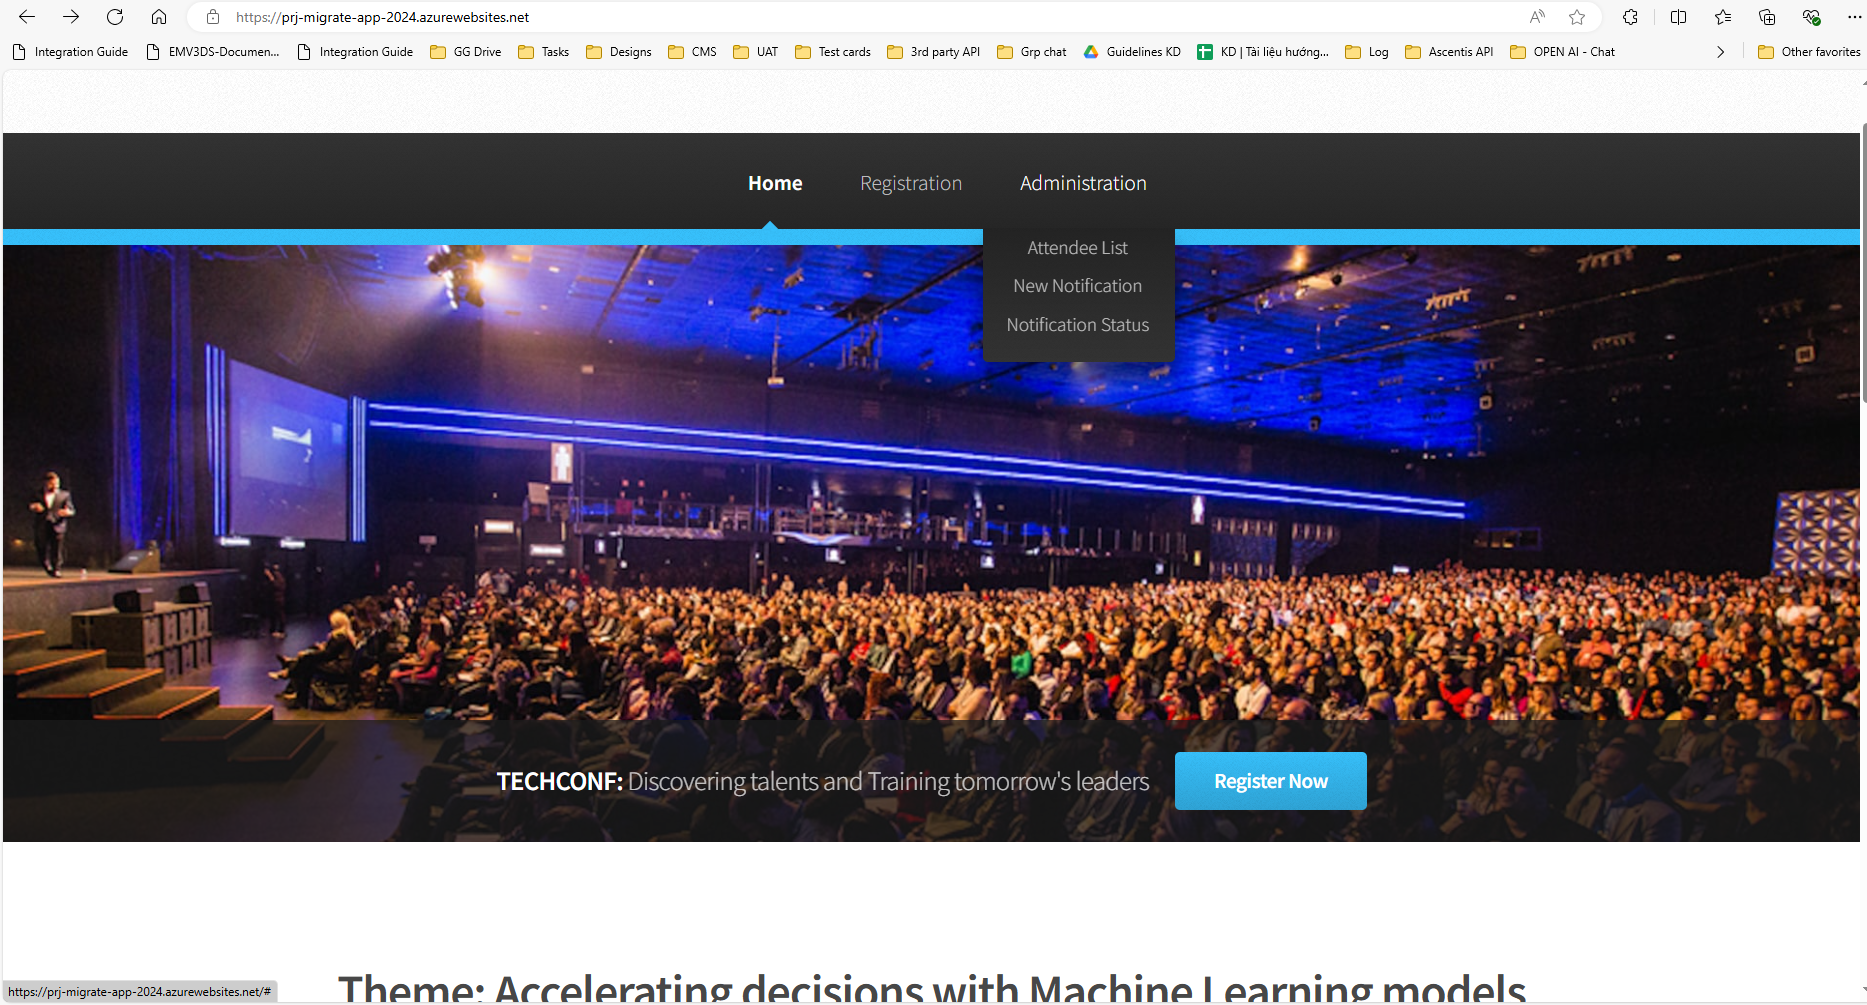 https://prj-migrate-app-2024.azurewebsites.net
Integration Guide EMV3DS-Documen... Integration Guide GG Drive Tasks Designs CMS UAT Test cards 3rd party API Grp chat Guidelines KD KD | Tài liệu hướng... Log Ascentis API OPEN AI - Chat Other favorites
Home Registration Administration
Attendee List
New Notification
Notification Status
TECHCONF: Discovering talents and Training tomorrow's leaders Register Now
Theme: Accelerating decisions with Machine Learning models
https://prj-migrate-app-2024.azurewebsites.net/#